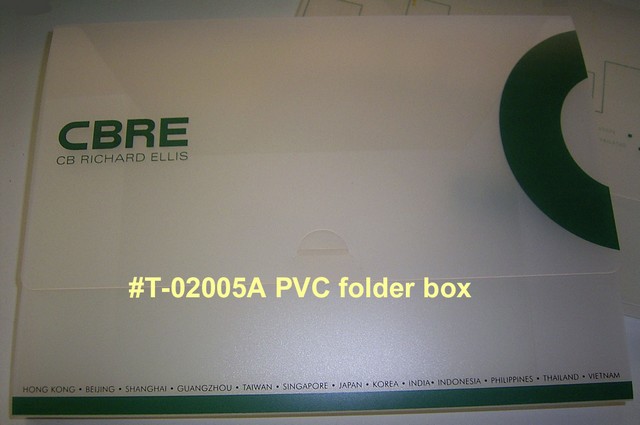 CBRE
CB RICHARD ELLIS
#T-02005A PVC folder box
HONG KONG • BEIJING • SHANGHAI • GUANGZHOU • TAIWAN • SINGAPORE • JAPAN • KOREA • INDIA • INDONESIA • PHILIPPINES • THAILAND • VIETNAM